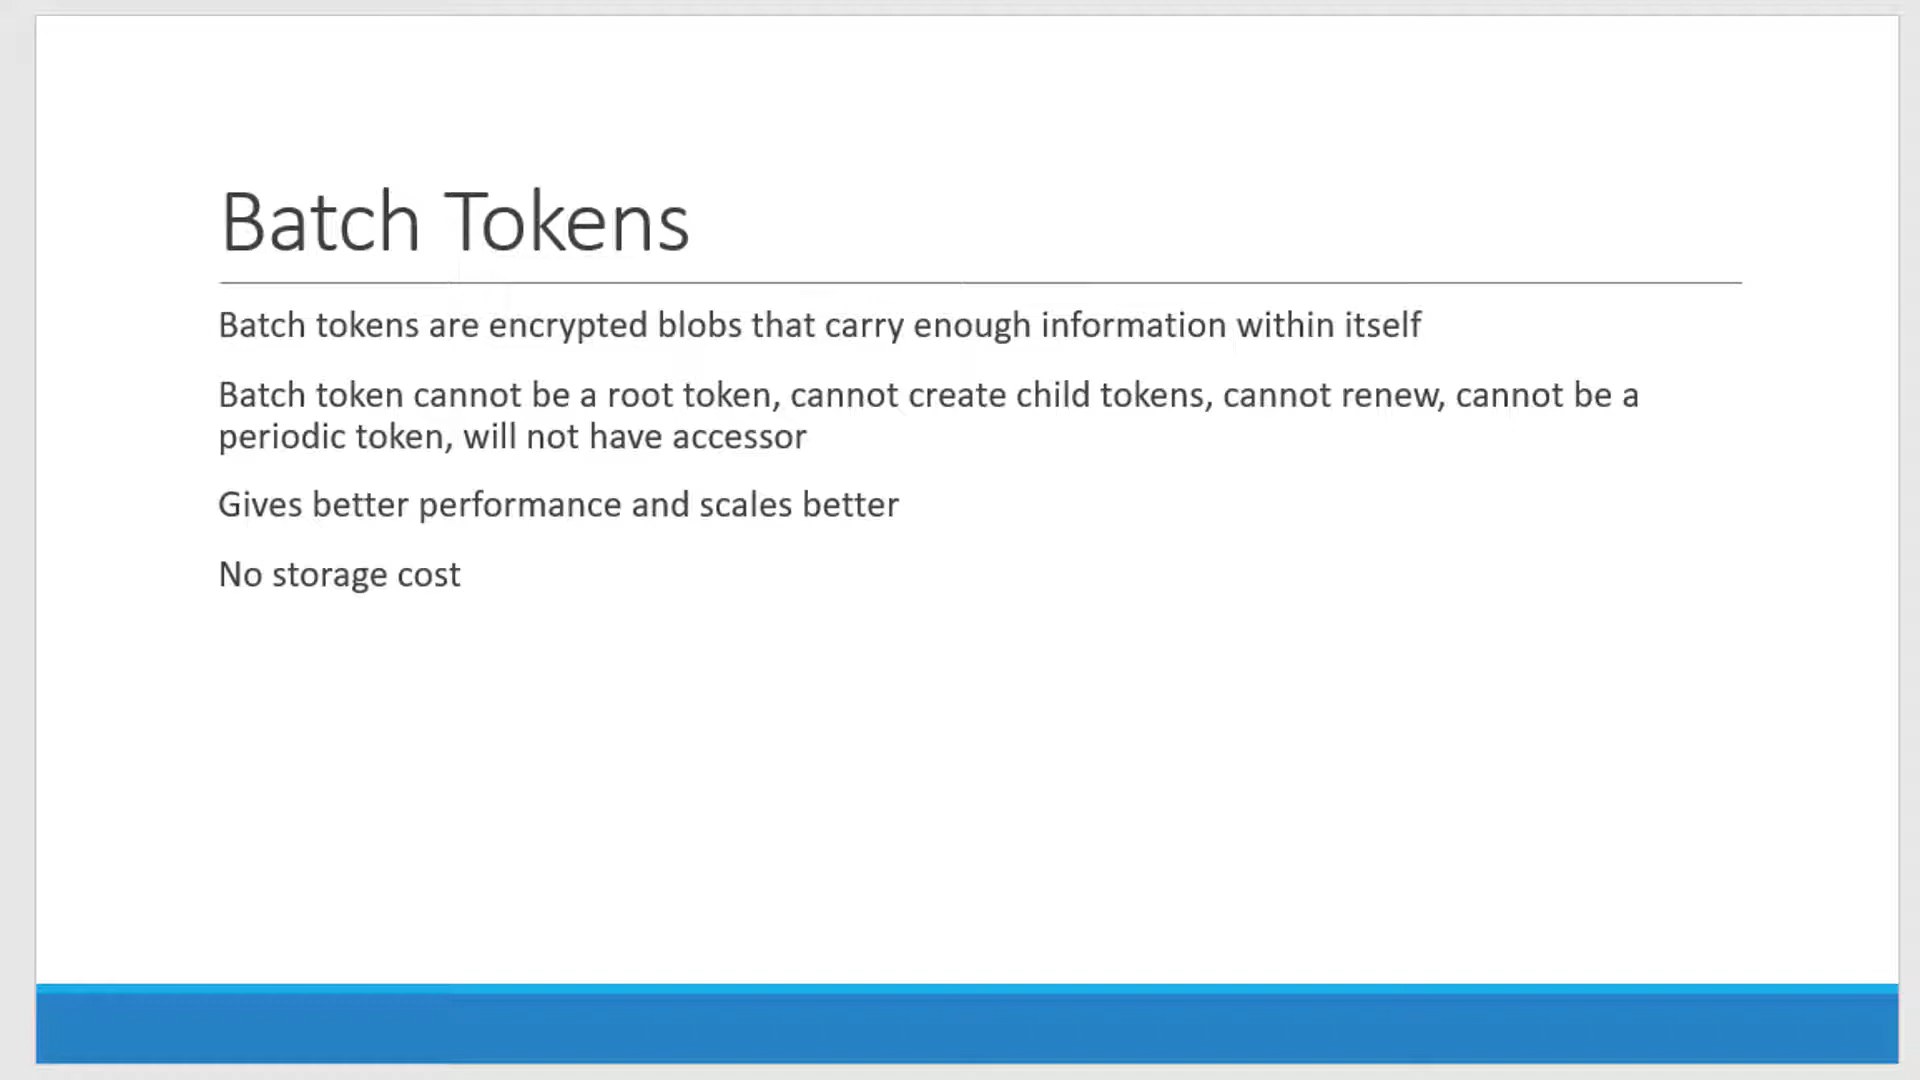 Batch Tokens
Batch tokens are encrypted blobs that carry enough information within itself
Batch token cannot be a root token, cannot create child tokens, cannot renew, cannot be a
periodic token, will not have accessor
Gives better performance and scales better
No storage cost